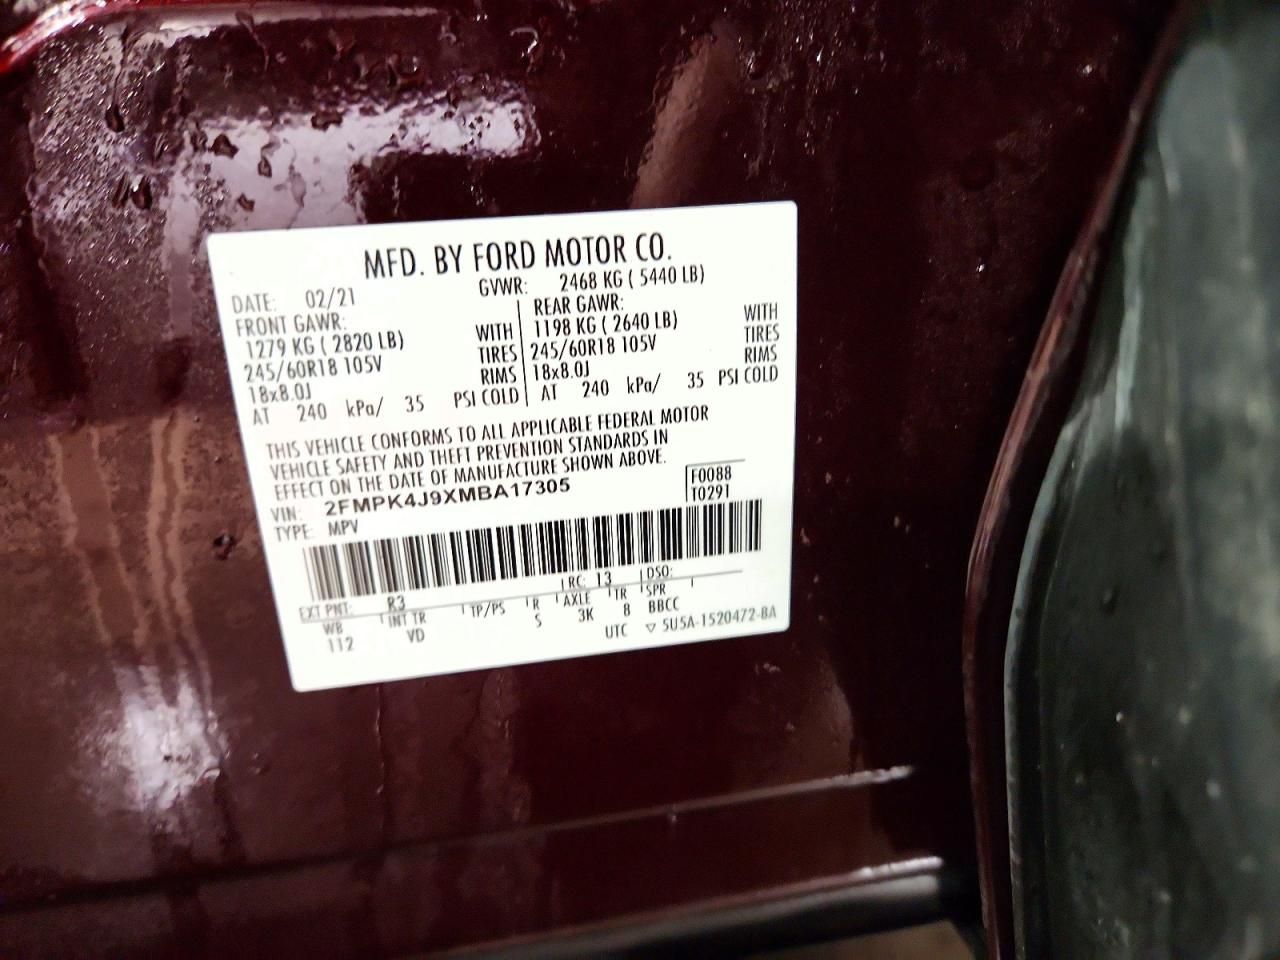 MFD. BY FORD MOTOR CO.
DATE: 02/21 GVWR: 2468 KG ( 5440 LB)
FRONT GAWR: REAR GAWR:
1279 KG ( 2820 LB) WITH 1198 KG ( 2640 LB) WITH
245/60R18 105V TIRES 245/60R18 105V TIRES
18x8.0J RIMS 18x8.0J RIMS
AT 240 kPa/ 35 PSI COLD AT 240 kPa/ 35 PSI COLD
THIS VEHICLE CONFORMS TO ALL APPLICABLE FEDERAL MOTOR
VEHICLE SAFETY AND THEFT PREVENTION STANDARDS IN
EFFECT ON THE DATE OF MANUFACTURE SHOWN ABOVE.
VIN: 2FMPK4J9XMBA17305 F0088
TYPE: MPV T0291
EXT PNT: R3 RC: 13 DSO:
WB INT TR TP/PS R AXLE TR SPR
112 VD S 3K 8 BBCC
UTC ▽ 5U5A-1520472-BA